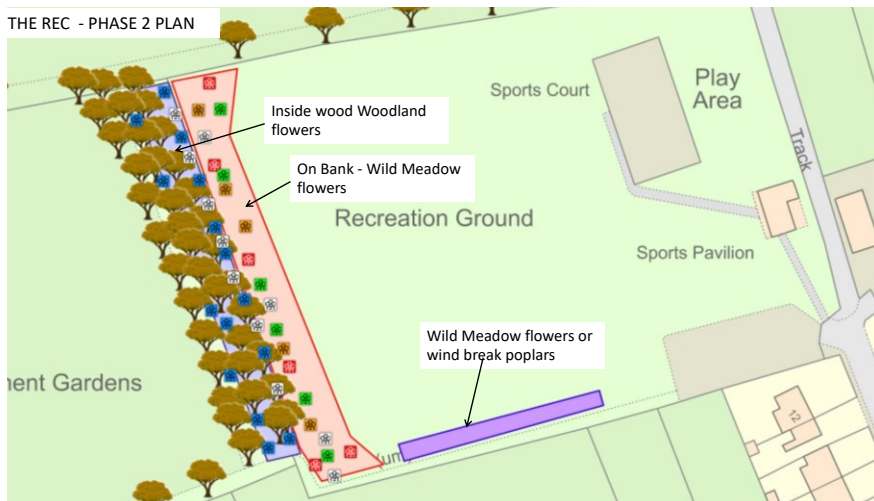 THE REC - PHASE 2 PLAN
Inside wood Woodland
flowers
On Bank - Wild Meadow
flowers
Sports Court
Play
Area
Track
Recreation Ground
Sports Pavilion
Wild Meadow flowers or
wind break poplars
ment Gardens
12